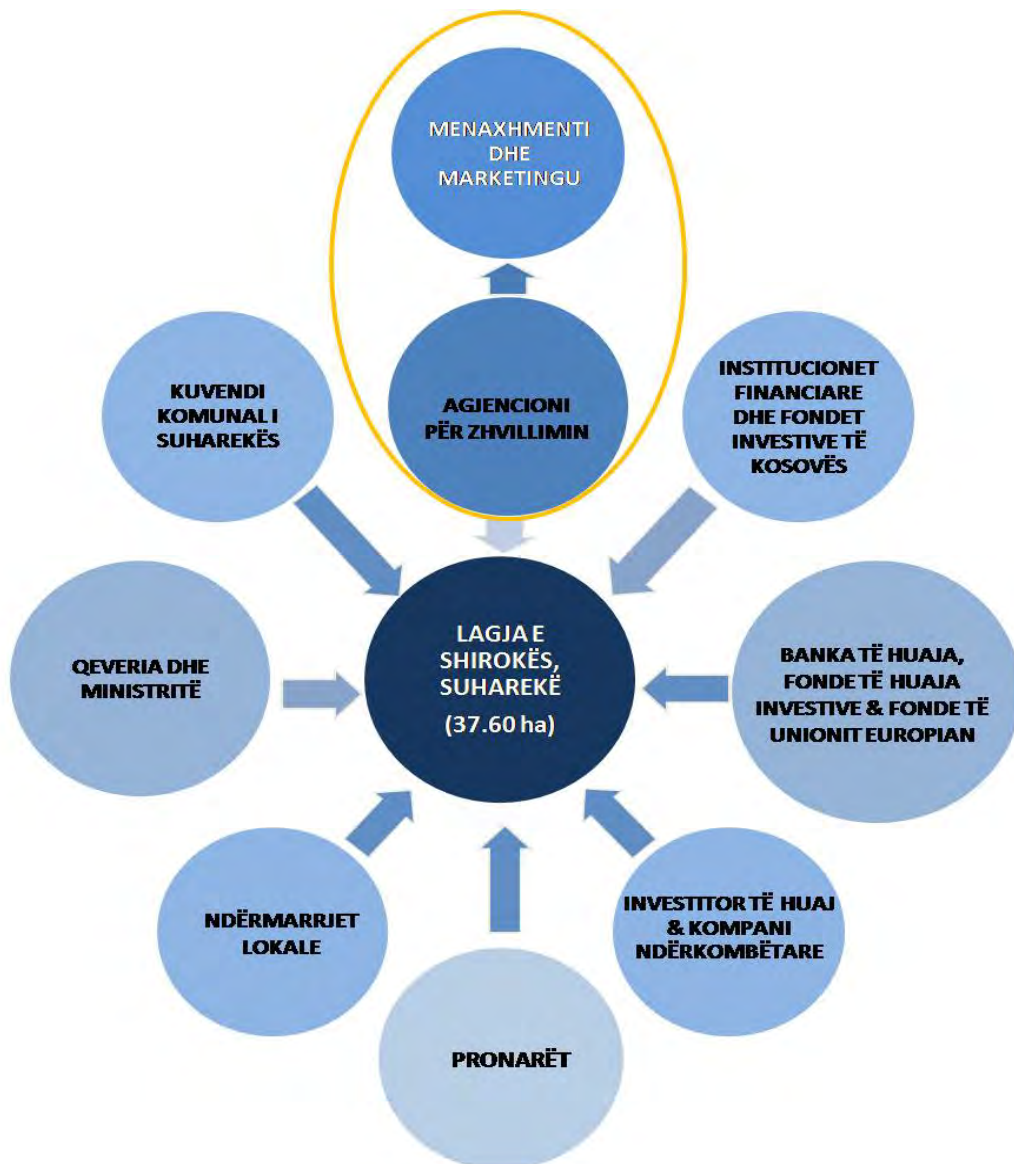 MENAXHMENTI
DHE
MARKETINGU
AGJENCIONI
PËR ZHVILLIMIN
KUVENDI
KOMUNAL I
SUHAREKËS
INSTITUCIONET
FINANCIARE
DHE FONDET
INVESTIVE TË
KOSOVËS
LAGJA E
SHIROKËS,
SUHAREKË
(37.60 ha)
QEVERIA DHE
MINISTRITË
BANKA TË HUAJA,
FONDE TË HUAJA
INVESTIVE & FONDE TË
UNIONIT EUROPIAN
NDËRMARRJET
LOKALE
INVESTITOR TË HUAJ
& KOMPANI
NDËRKOMBËTARE
PRONARËT